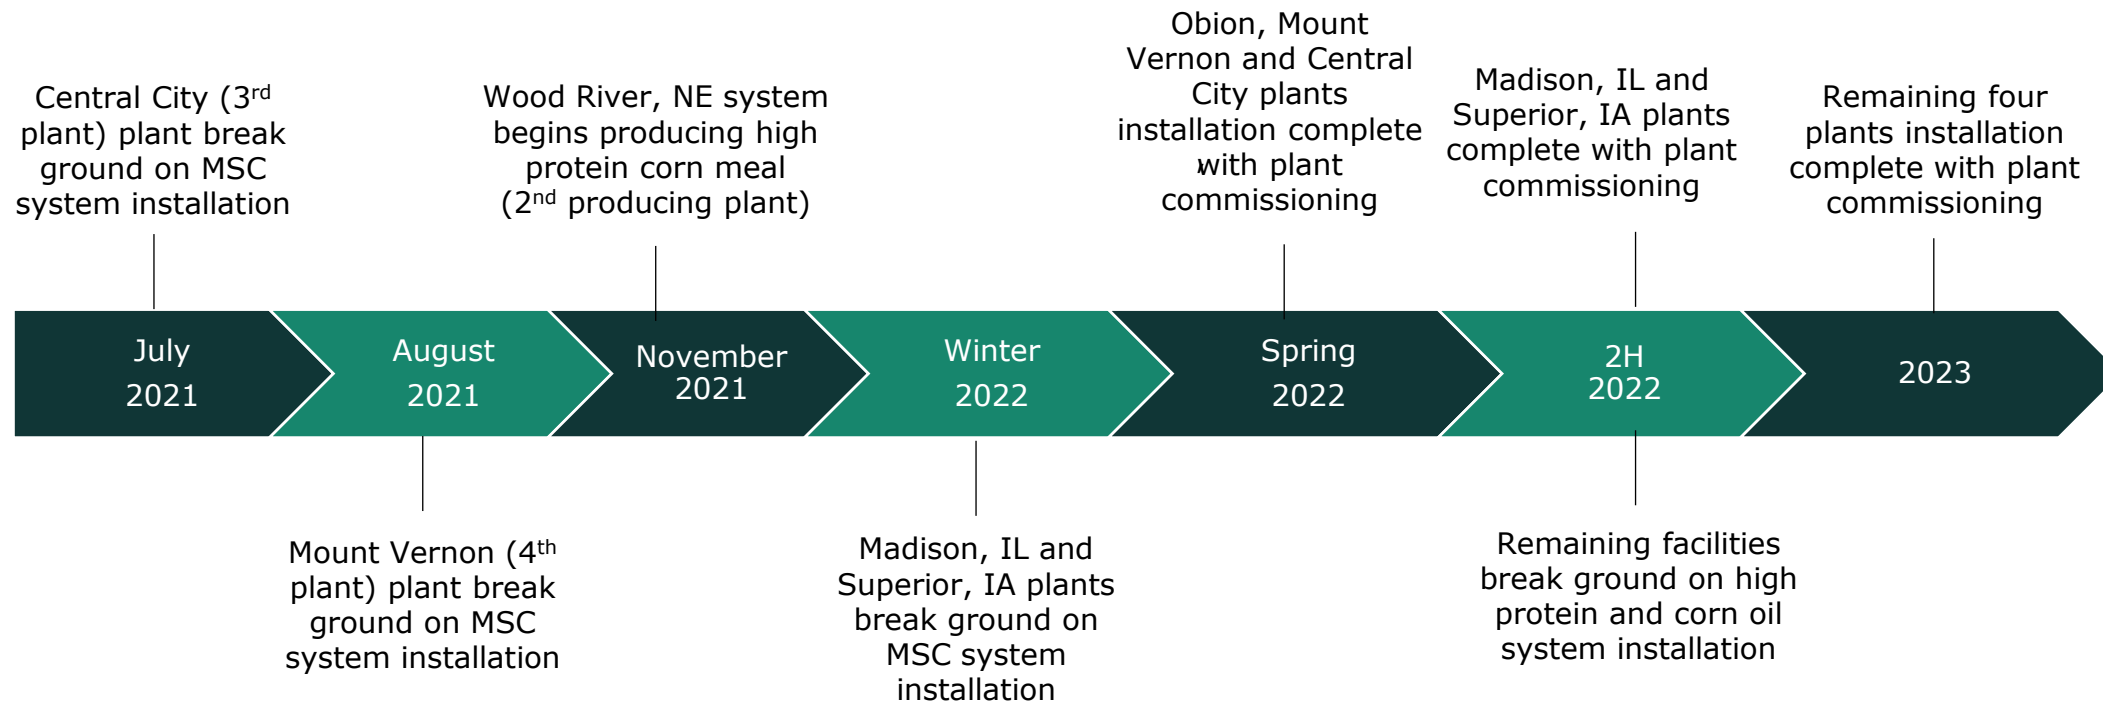 Central City (3rd
plant) plant break
ground on MSC
system installation
Wood River, NE system
begins producing high
protein corn meal
(2nd producing plant)
Obion, Mount
Vernon and Central
City plants
installation complete
with plant
commissioning
,
Madison, IL and
Superior, IA plants
complete with plant
commissioning
Remaining four
plants installation
complete with plant
commissioning
July
2021
August
2021
November
2021
Winter
2022
Spring
2022
2H
2022
2023
Mount Vernon (4th
plant) plant break
ground on MSC
system installation
Madison, IL and
Superior, IA plants
break ground on
MSC system
installation
Remaining facilities
break ground on high
protein and corn oil
system installation